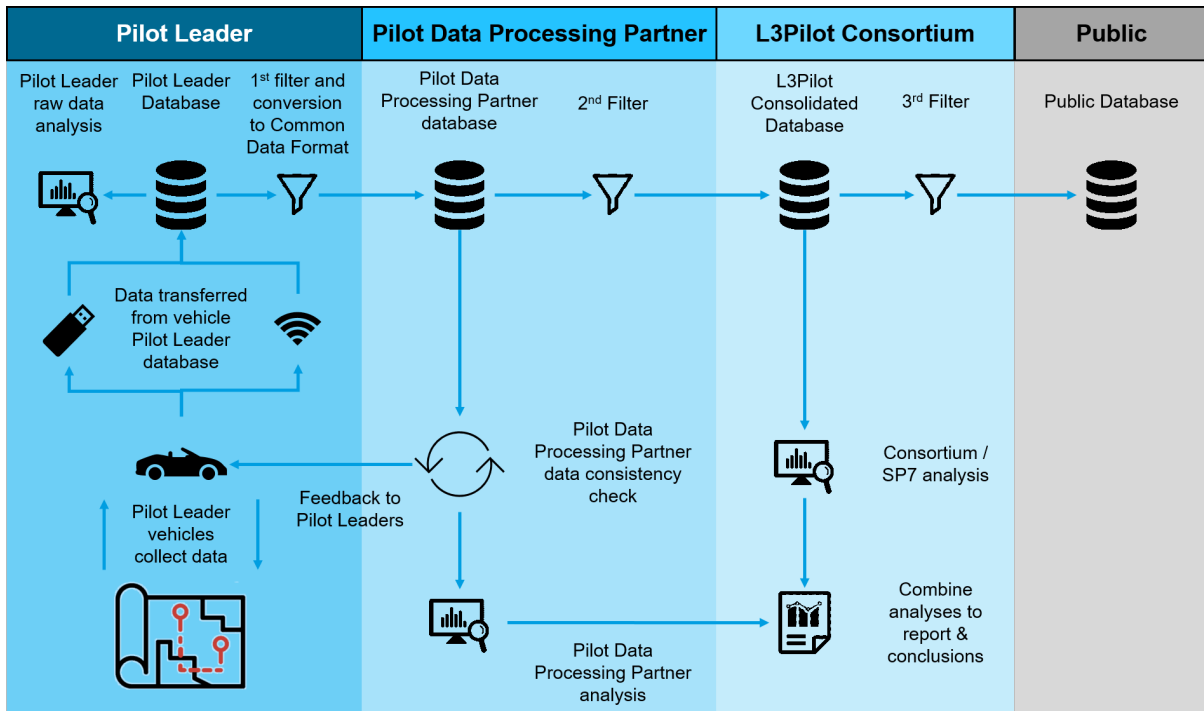 Pilot Leader
Pilot Data Processing Partner
L3Pilot Consortium
Public
Pilot Leader
raw data
analysis
Pilot Leader
Database
1st filter and
conversion
to Common
Data Format
Pilot Data
Processing Partner
database
2nd Filter
L3Pilot
Consolidated
Database
3rd Filter
Public Database
Data transferred
from vehicle
Pilot Leader
database
Pilot Data
Processing Partner
data consistency
check
Consortium /
SP7 analysis
Feedback to
Pilot Leaders
Pilot Leader
vehicles
collect data
Combine
analyses to
report &
conclusions
Pilot Data
Processing Partner
analysis